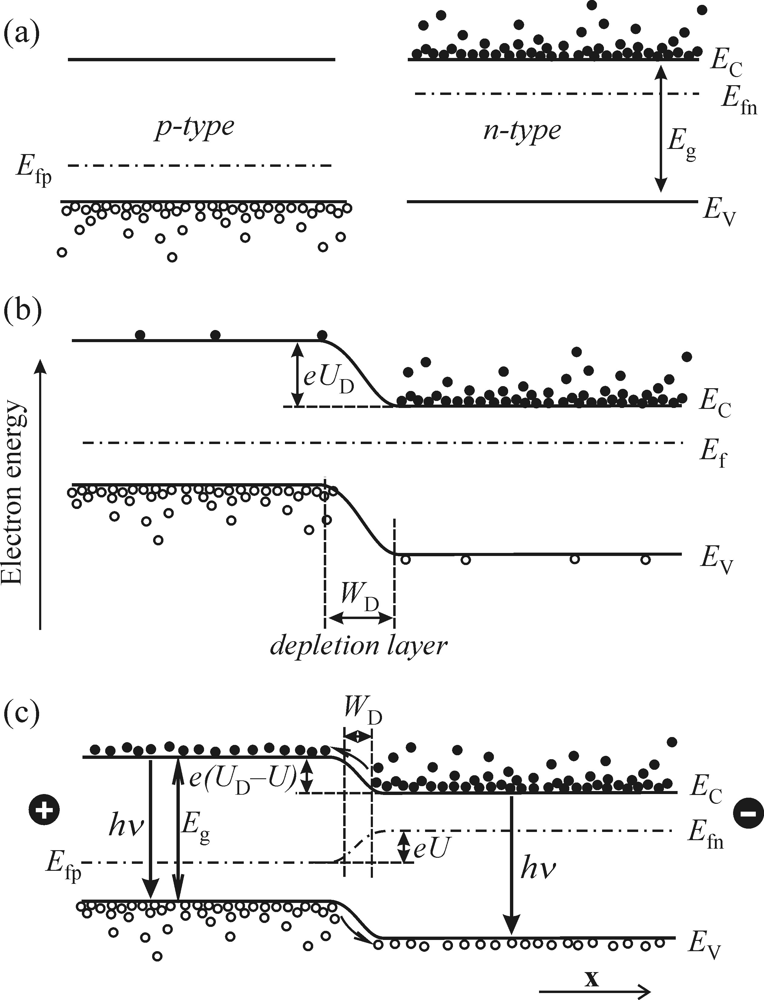 (a)
E_C
E_fn
p-type
n-type
E_g
E_fp
E_V
(b)
eU_D
E_C
Electron energy
E_f
E_V
W_D
depletion layer
(c)
W_D
e(U_D–U)
E_C
+
−
hν
E_g
E_fn
eU
E_fp
hν
E_V
x